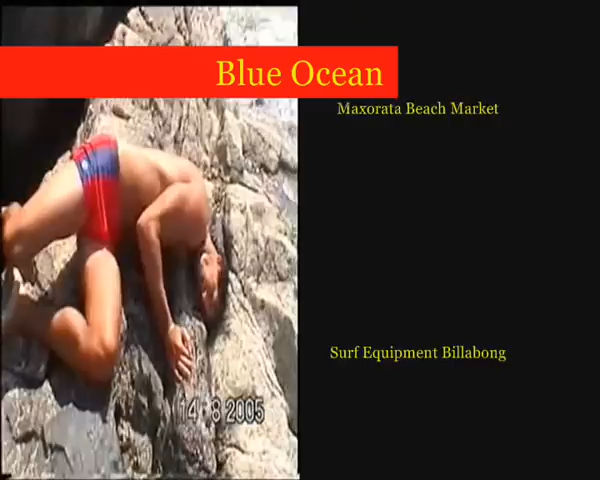 Blue Ocean
Maxorata Beach Market
Surf Equipment Billabong
14 8 2005